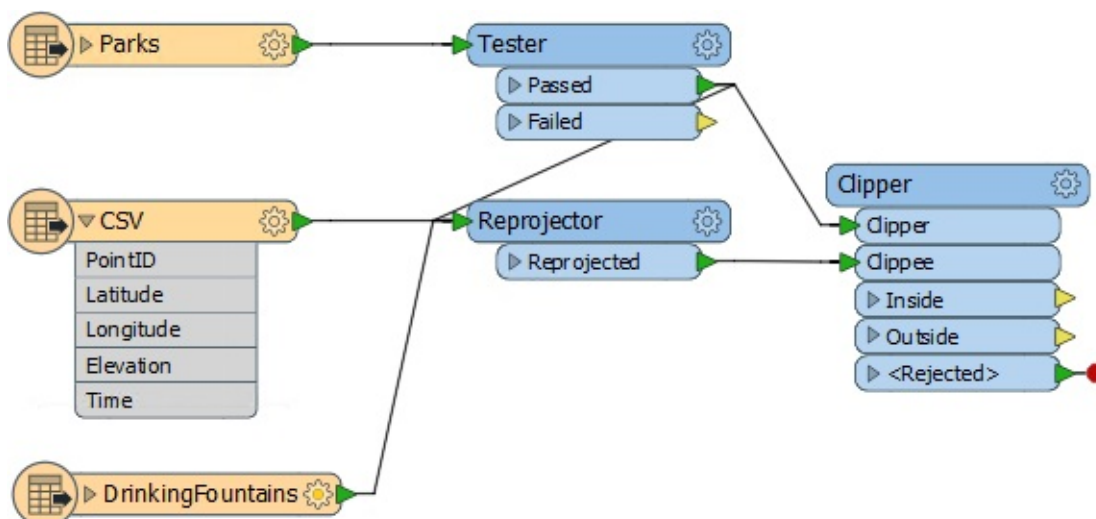 Parks
Tester
Passed
Failed
CSV
PointID
Latitude
Longitude
Elevation
Time
Reprojector
Reprojected
Clipper
Clipper
Clippee
Inside
Outside
<Rejected>
DrinkingFountains